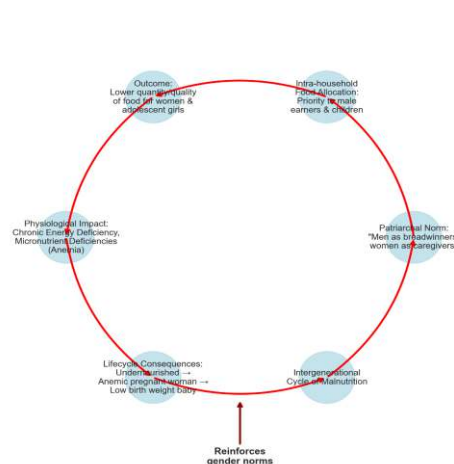 Outcome:
Lower quantity/quality
of food for women &
adolescent girls
Intra-household
Food Allocation:
Priority to male
earners & children
Physiological Impact:
Chronic Energy Deficiency,
Micronutrient Deficiencies
(Anemia)
Patriarchal Norm:
"Men as breadwinners
women as caregivers
Lifecycle Consequences:
Undernourished →
Anemic pregnant woman →
Low birth weight baby
Intergenerational
Cycle of Malnutrition
Reinforces
gender norms